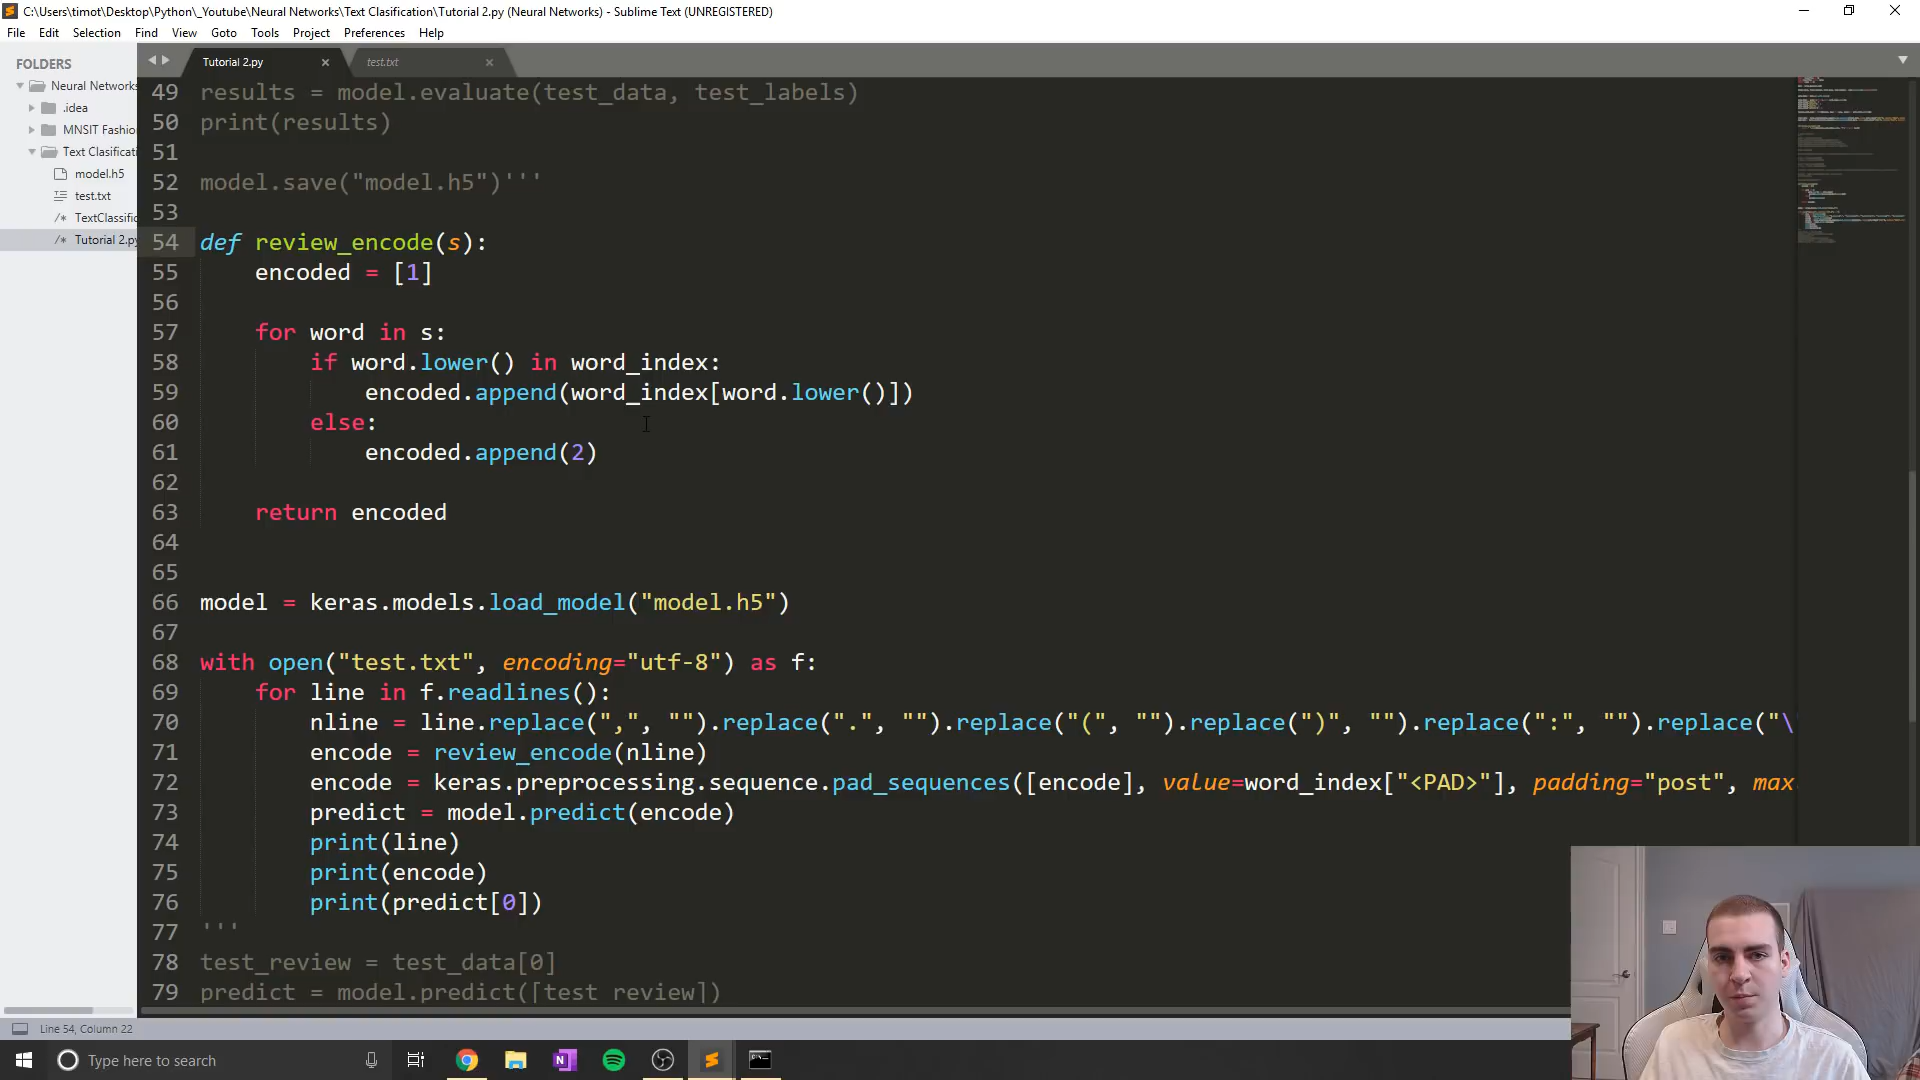 C:\Users\timot\Desktop\Python\_Youtube\Neural Networks\Text Clasification\Tutorial 2.py (Neural Networks) - Sublime Text (UNREGISTERED)
File Edit Selection Find View Goto Tools Project Preferences Help
FOLDERS
Neural Networks
.idea
MNSIT Fashio
Text Clasificati
model.h5
test.txt
/* TextClassific
/* Tutorial 2.py
Tutorial 2.py
test.txt
49 results = model.evaluate(test_data, test_labels)
50 print(results)
51
52 model.save("model.h5")'''
53
54 def review_encode(s):
55 encoded = [1]
56
57 for word in s:
58 if word.lower() in word_index:
59 encoded.append(word_index[word.lower()])
60 else:
61 encoded.append(2)
62
63 return encoded
64
65
66 model = keras.models.load_model("model.h5")
67
68 with open("test.txt", encoding="utf-8") as f:
69 for line in f.readlines():
70 nline = line.replace(",", "").replace(".", "").replace("(", "").replace(")", "").replace(":", "").replace("\
71 encode = review_encode(nline)
72 encode = keras.preprocessing.sequence.pad_sequences([encode], value=word_index["<PAD>"], padding="post", max
73 predict = model.predict(encode)
74 print(line)
75 print(encode)
76 print(predict[0])
77 '''
78 test_review = test_data[0]
79 predict = model.predict([test_review])
Line 54, Column 22
Type here to search